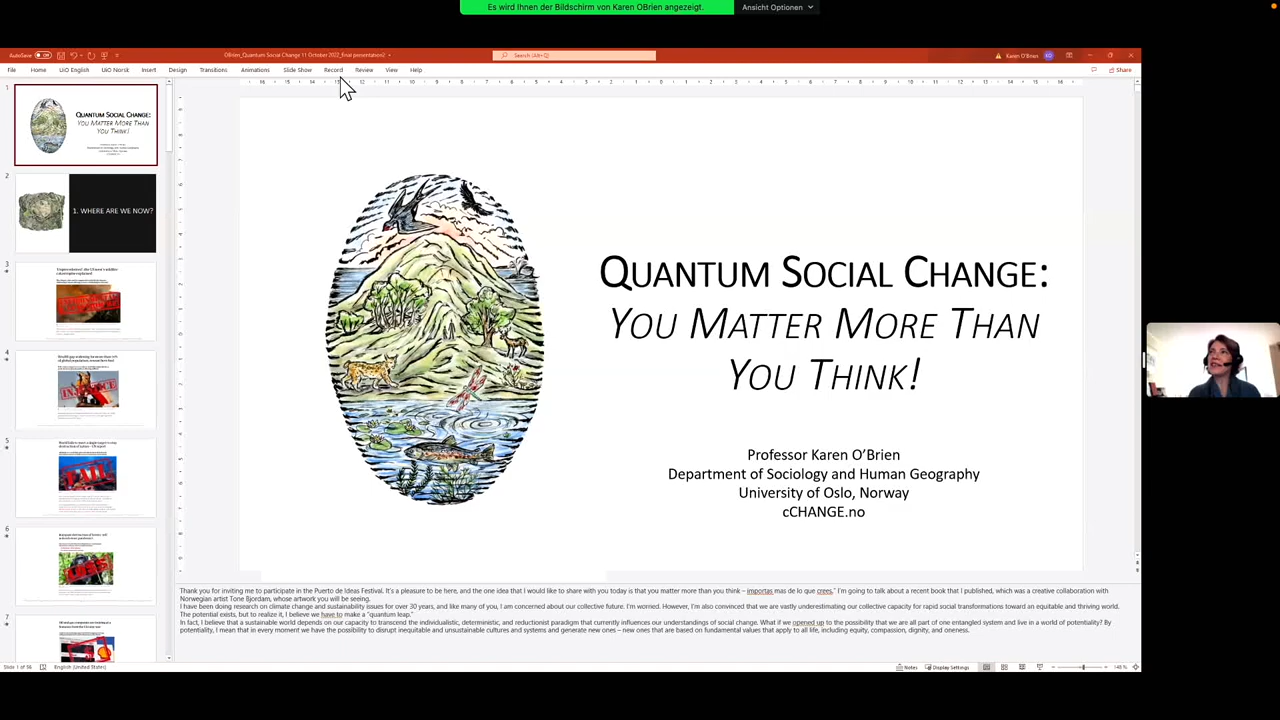 Es wird Ihnen der Bildschirm von Karen OBrien angezeigt.
Ansicht Optionen
AutoSave
Off
OBrien_Quantum Social Change 11 October 2022_Final presentation2
Search (Alt+Q)
Karen O'Brien
KO
File Home UiO English UiO Norsk Insert Design Transitions Animations Slide Show Record Review View Help
Share
1
QUANTUM SOCIAL CHANGE:
YOU MATTER MORE THAN
YOU THINK!
2
1. WHERE ARE WE NOW?
3
4
5
FAIL
6
LOSS
7
QUANTUM SOCIAL CHANGE:
YOU MATTER MORE THAN
YOU THINK!
Professor Karen O'Brien
Department of Sociology and Human Geography
University of Oslo, Norway
cCHANGE.no
Thank you for inviting me to participate in the Puerto de Ideas Festival. It's a pleasure to be here, and the one idea that I would like to share with you today is that you matter more than you think – importas mas de lo que crees." I'm going to talk about a recent book that I published, which was a creative collaboration with
Norwegian artist Tone Bjordam, whose artwork you will be seeing.
I have been doing research on climate change and sustainability issues for over 30 years, and like many of you, I am concerned about our collective future. I'm worried. However, I'm also convinced that we are vastly underestimating our collective capacity for rapid social transformations toward an equitable and thriving world.
The potential exists, but to realize it, I believe we have to make a "quantum leap."
In fact, I believe that a sustainable world depends on our capacity to transcend the individualistic, deterministic, and reductionist paradigm that currently influences our understandings of social change. What if we opened up to the possibility that we are all part of one entangled system and live in a world of potentiality? By
potentiality, I mean that in every moment we have the possibility to disrupt inequitable and unsustainable cultures and systems and generate new ones – new ones that are based on fundamental values that apply to all life, including equity, compassion, dignity, and oneness.
Slide 1 of 56
English (United States)
Notes
Display Settings
148 %